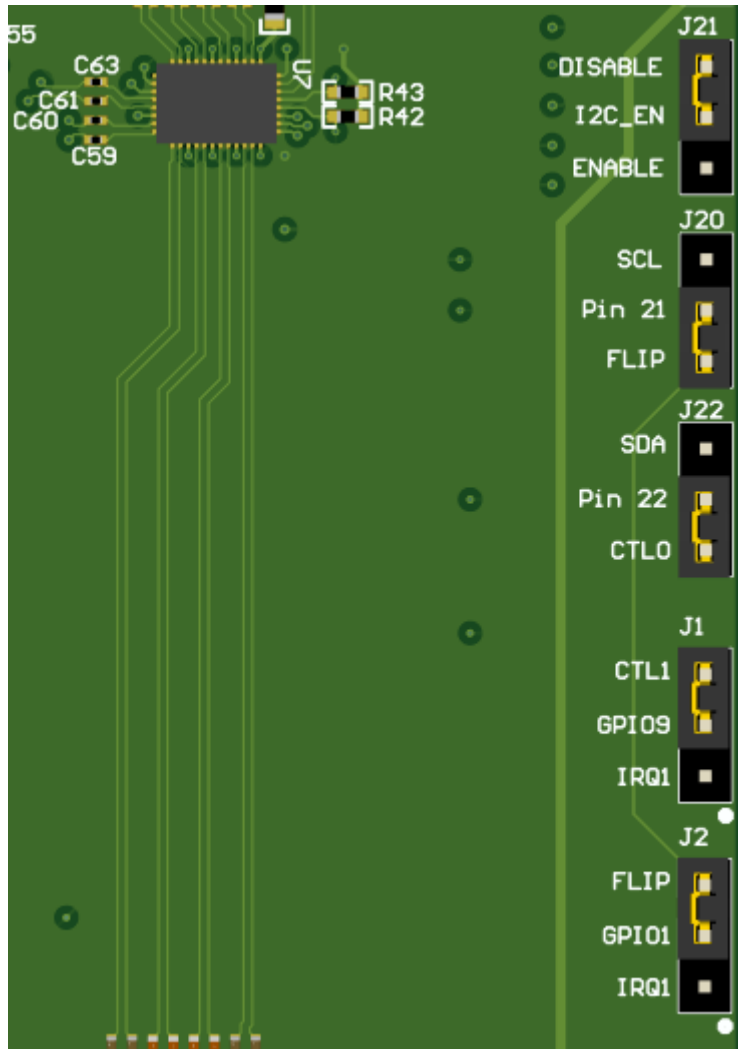 55
C63
C61
C60
C59
U7
R43
R42
J21
DISABLE
I2C_EN
ENABLE
J20
SCL
Pin 21
FLIP
J22
SDA
Pin 22
CTL0
J1
CTL1
GPIO9
IRQ1
J2
FLIP
GPIO1
IRQ1